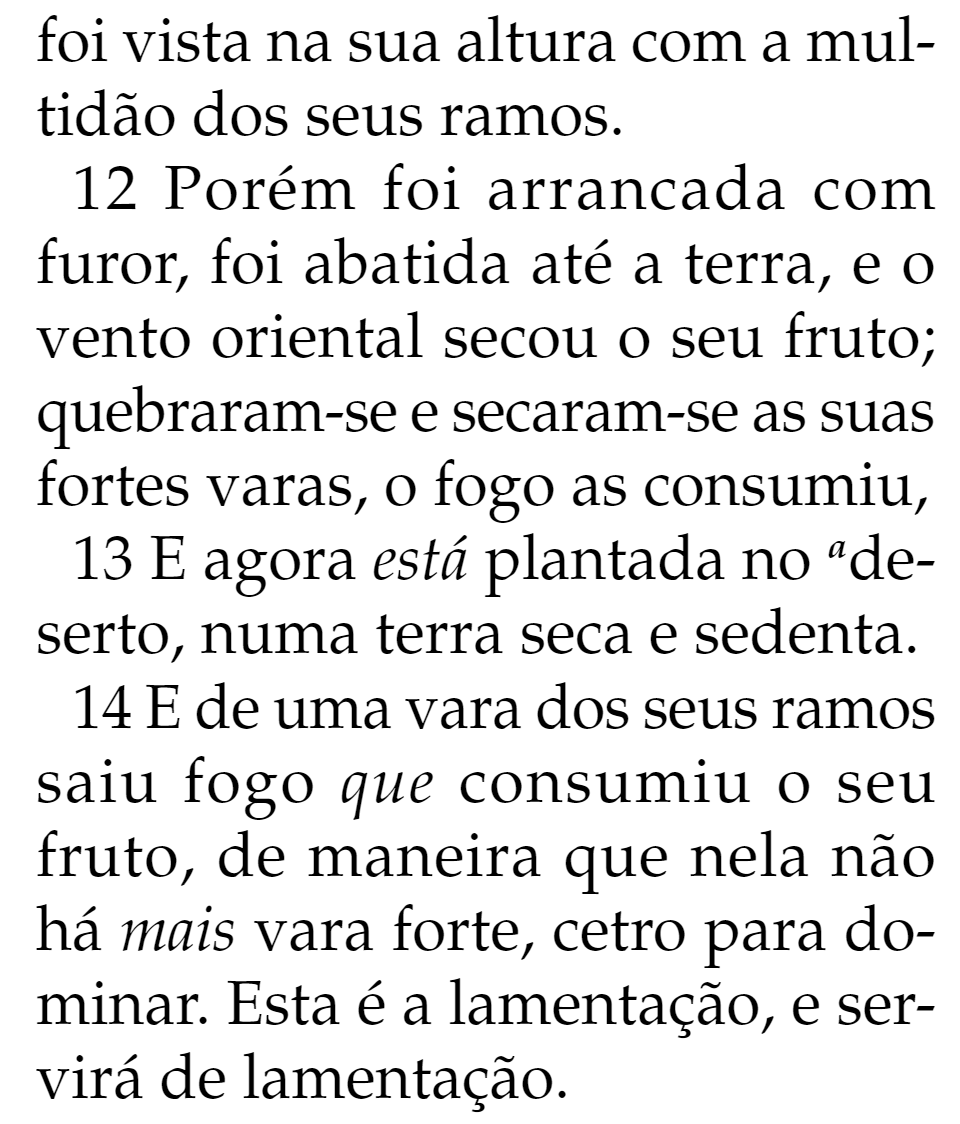 foi vista na sua altura com a mul-
tidão dos seus ramos.
12 Porém foi arrancada com
furor, foi abatida até a terra, e o
vento oriental secou o seu fruto;
quebraram-se e secaram-se as suas
fortes varas, o fogo as consumiu,
13 E agora está plantada no ᵃde-
serto, numa terra seca e sedenta.
14 E de uma vara dos seus ramos
saiu fogo que consumiu o seu
fruto, de maneira que nela não
há mais vara forte, cetro para do-
minar. Esta é a lamentação, e ser-
virá de lamentação.